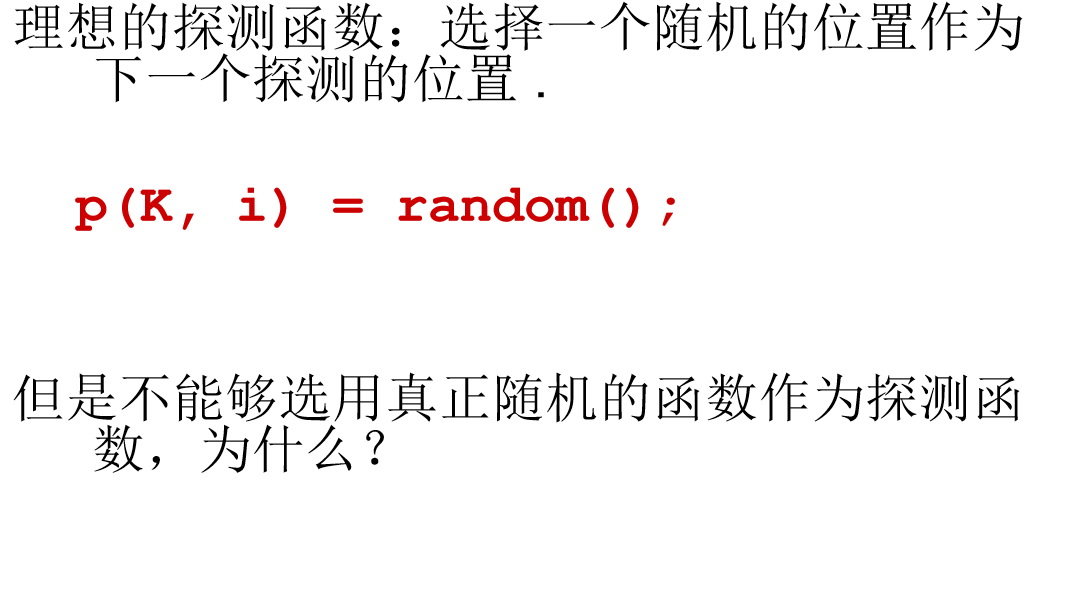 理想的探测函数：选择一个随机的位置作为
下一个探测的位置 .
p(K, i) = random();
但是不能够选用真正随机的函数作为探测函
数，为什么？